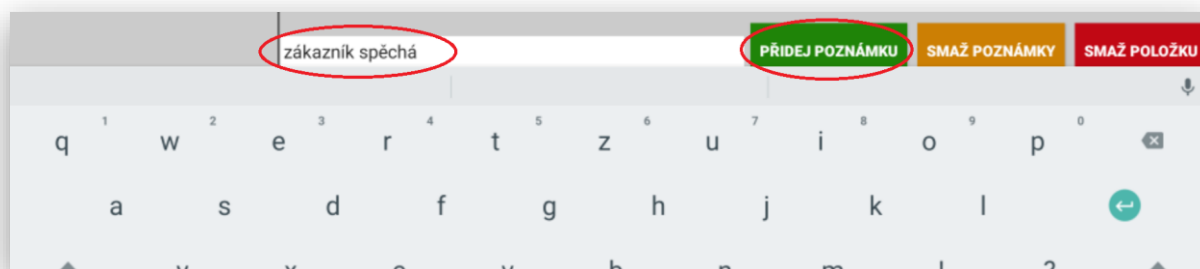 zákazník spěchá
PŘIDEJ POZNÁMKU SMAŽ POZNÁMKY SMAŽ POLOŽKU
1 2 3 4 5 6 7 8 9 0
q w e r t z u i o p
a s d f g h j k l